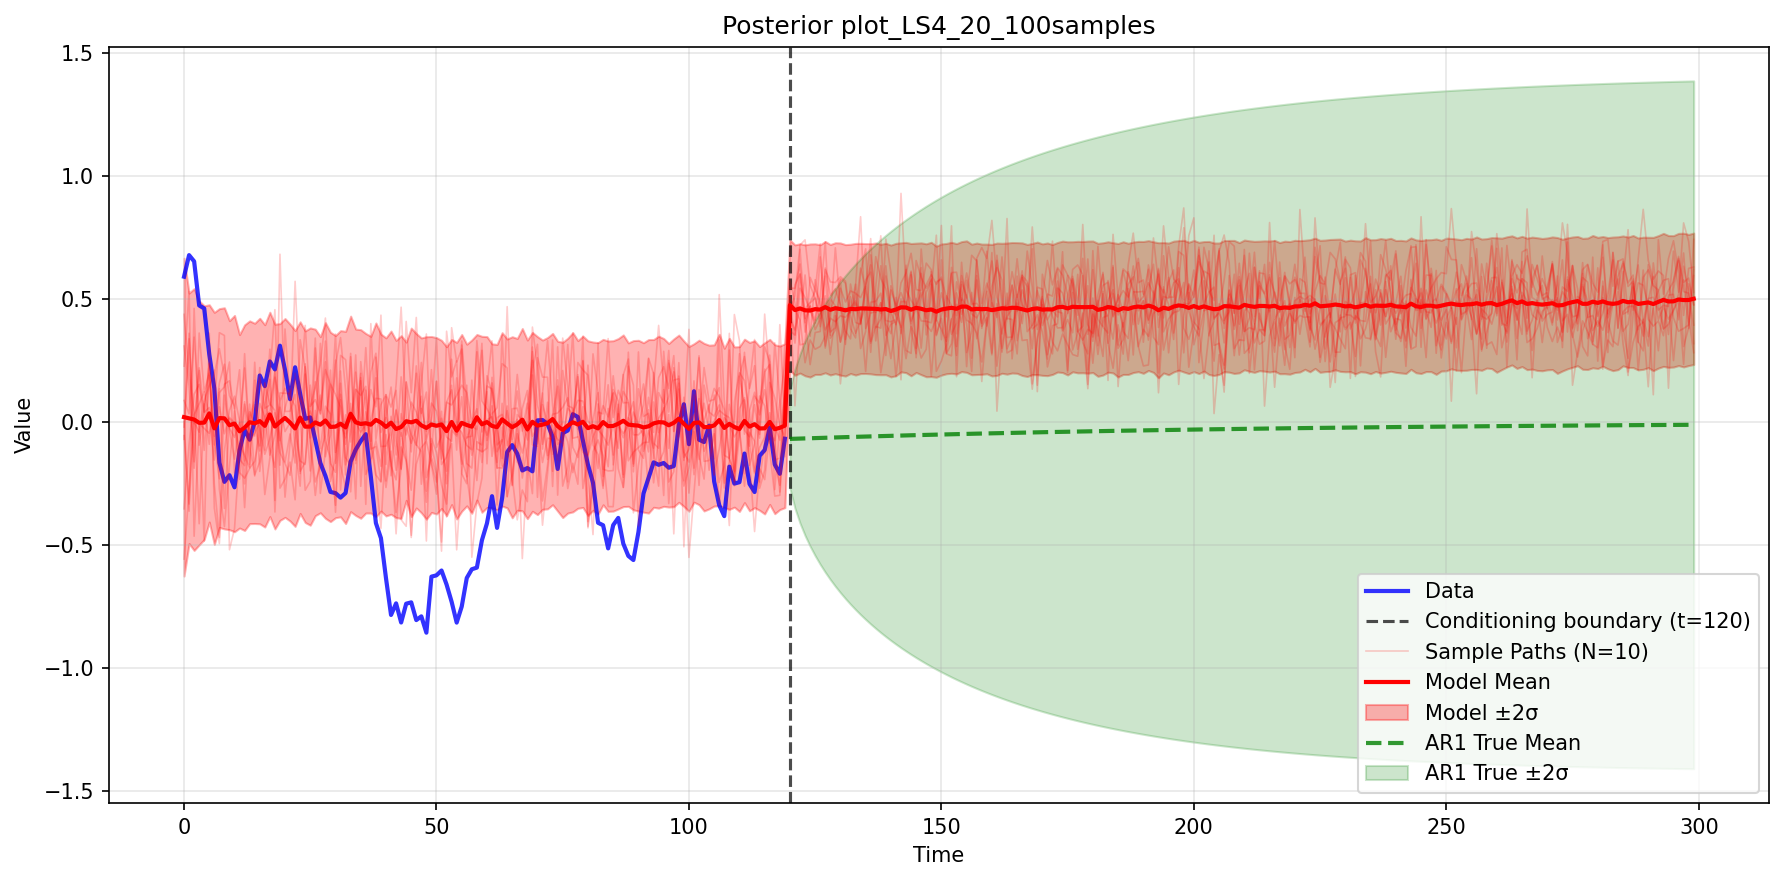 Posterior plot_LS4_20_100samples
Value
1.5
1.0
0.5
0.0
−0.5
−1.0
−1.5
0
50
100
150
200
250
300
Time
Data
Conditioning boundary (t=120)
Sample Paths (N=10)
Model Mean
Model ±2σ
AR1 True Mean
AR1 True ±2σ